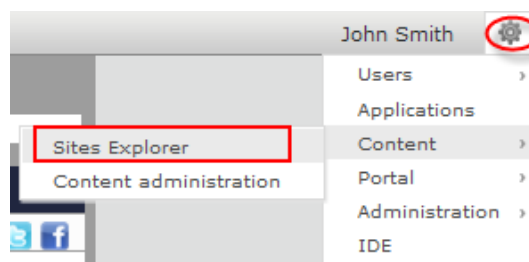 John Smith
Users
Applications
Content
Sites Explorer
Content administration
Portal
Administration
IDE